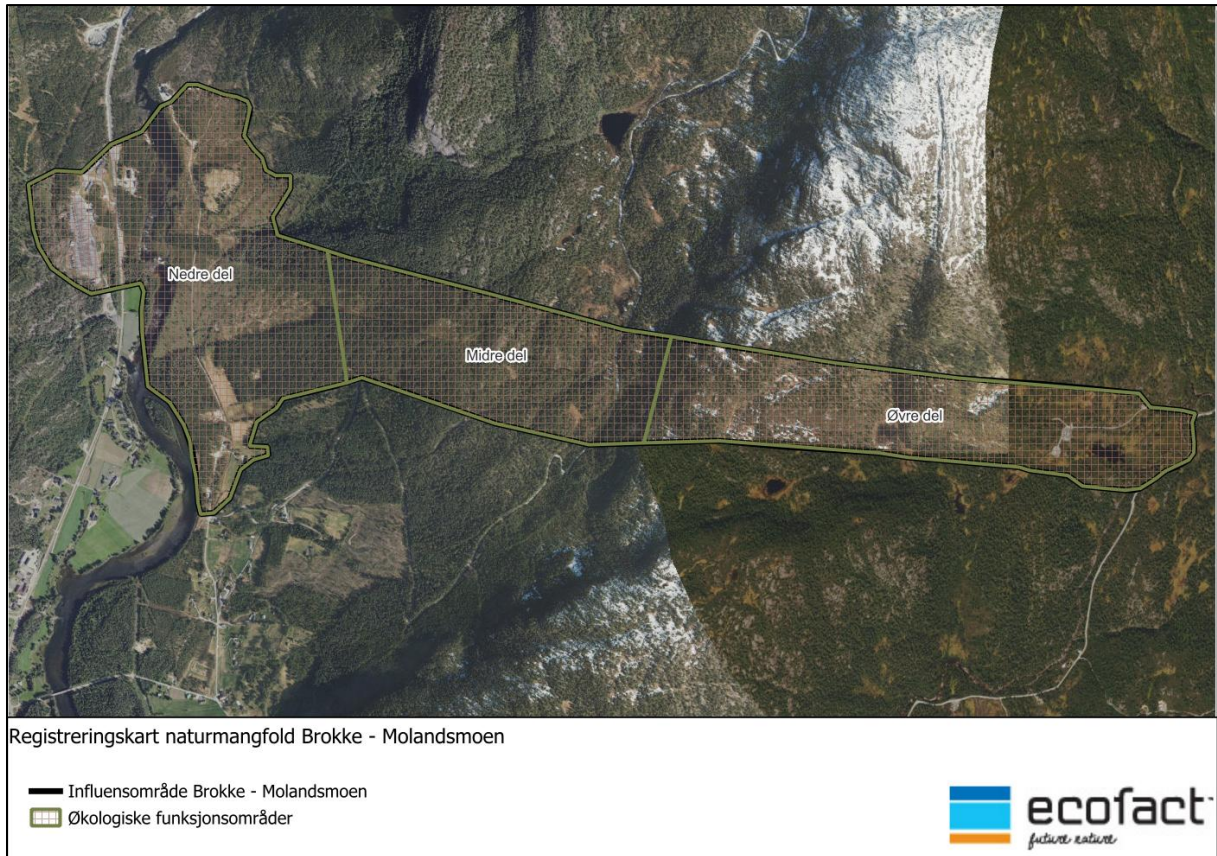 Nedre del
Midre del
Øvre del
Registreringskart naturmangfold Brokke - Molandsmoen
Influensområde Brokke - Molandsmoen
Økologiske funksjonsområder
ecofact
future nature